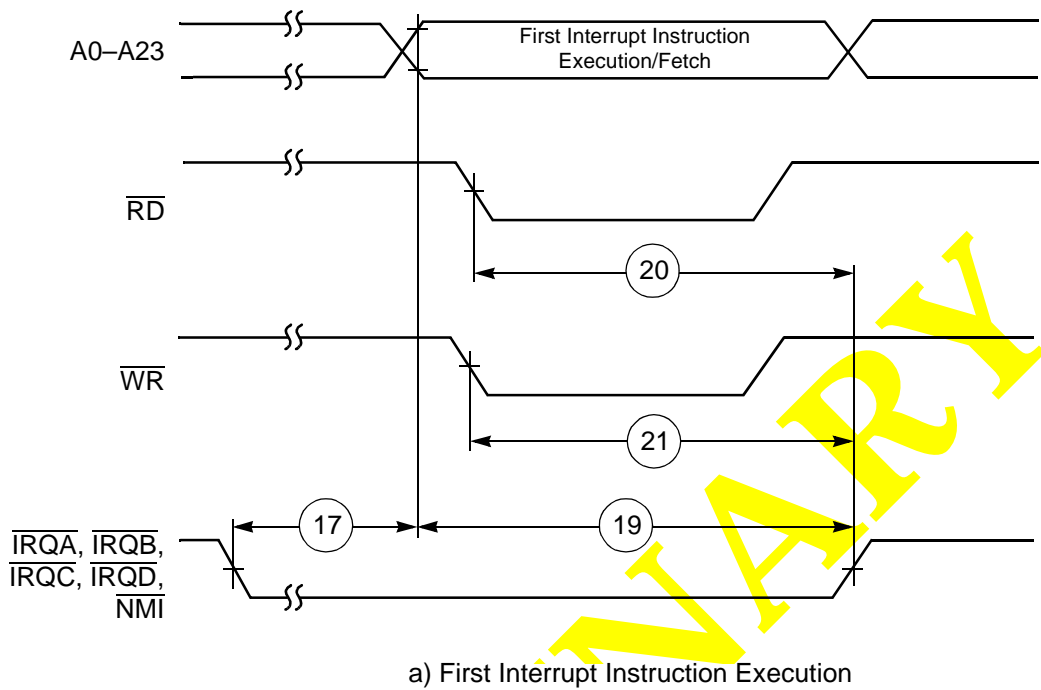 A0–A23
First Interrupt Instruction
Execution/Fetch
RD
20
WR
21
17
19
IRQA, IRQB,
IRQC, IRQD,
NMI
NARY
a) First Interrupt Instruction Execution